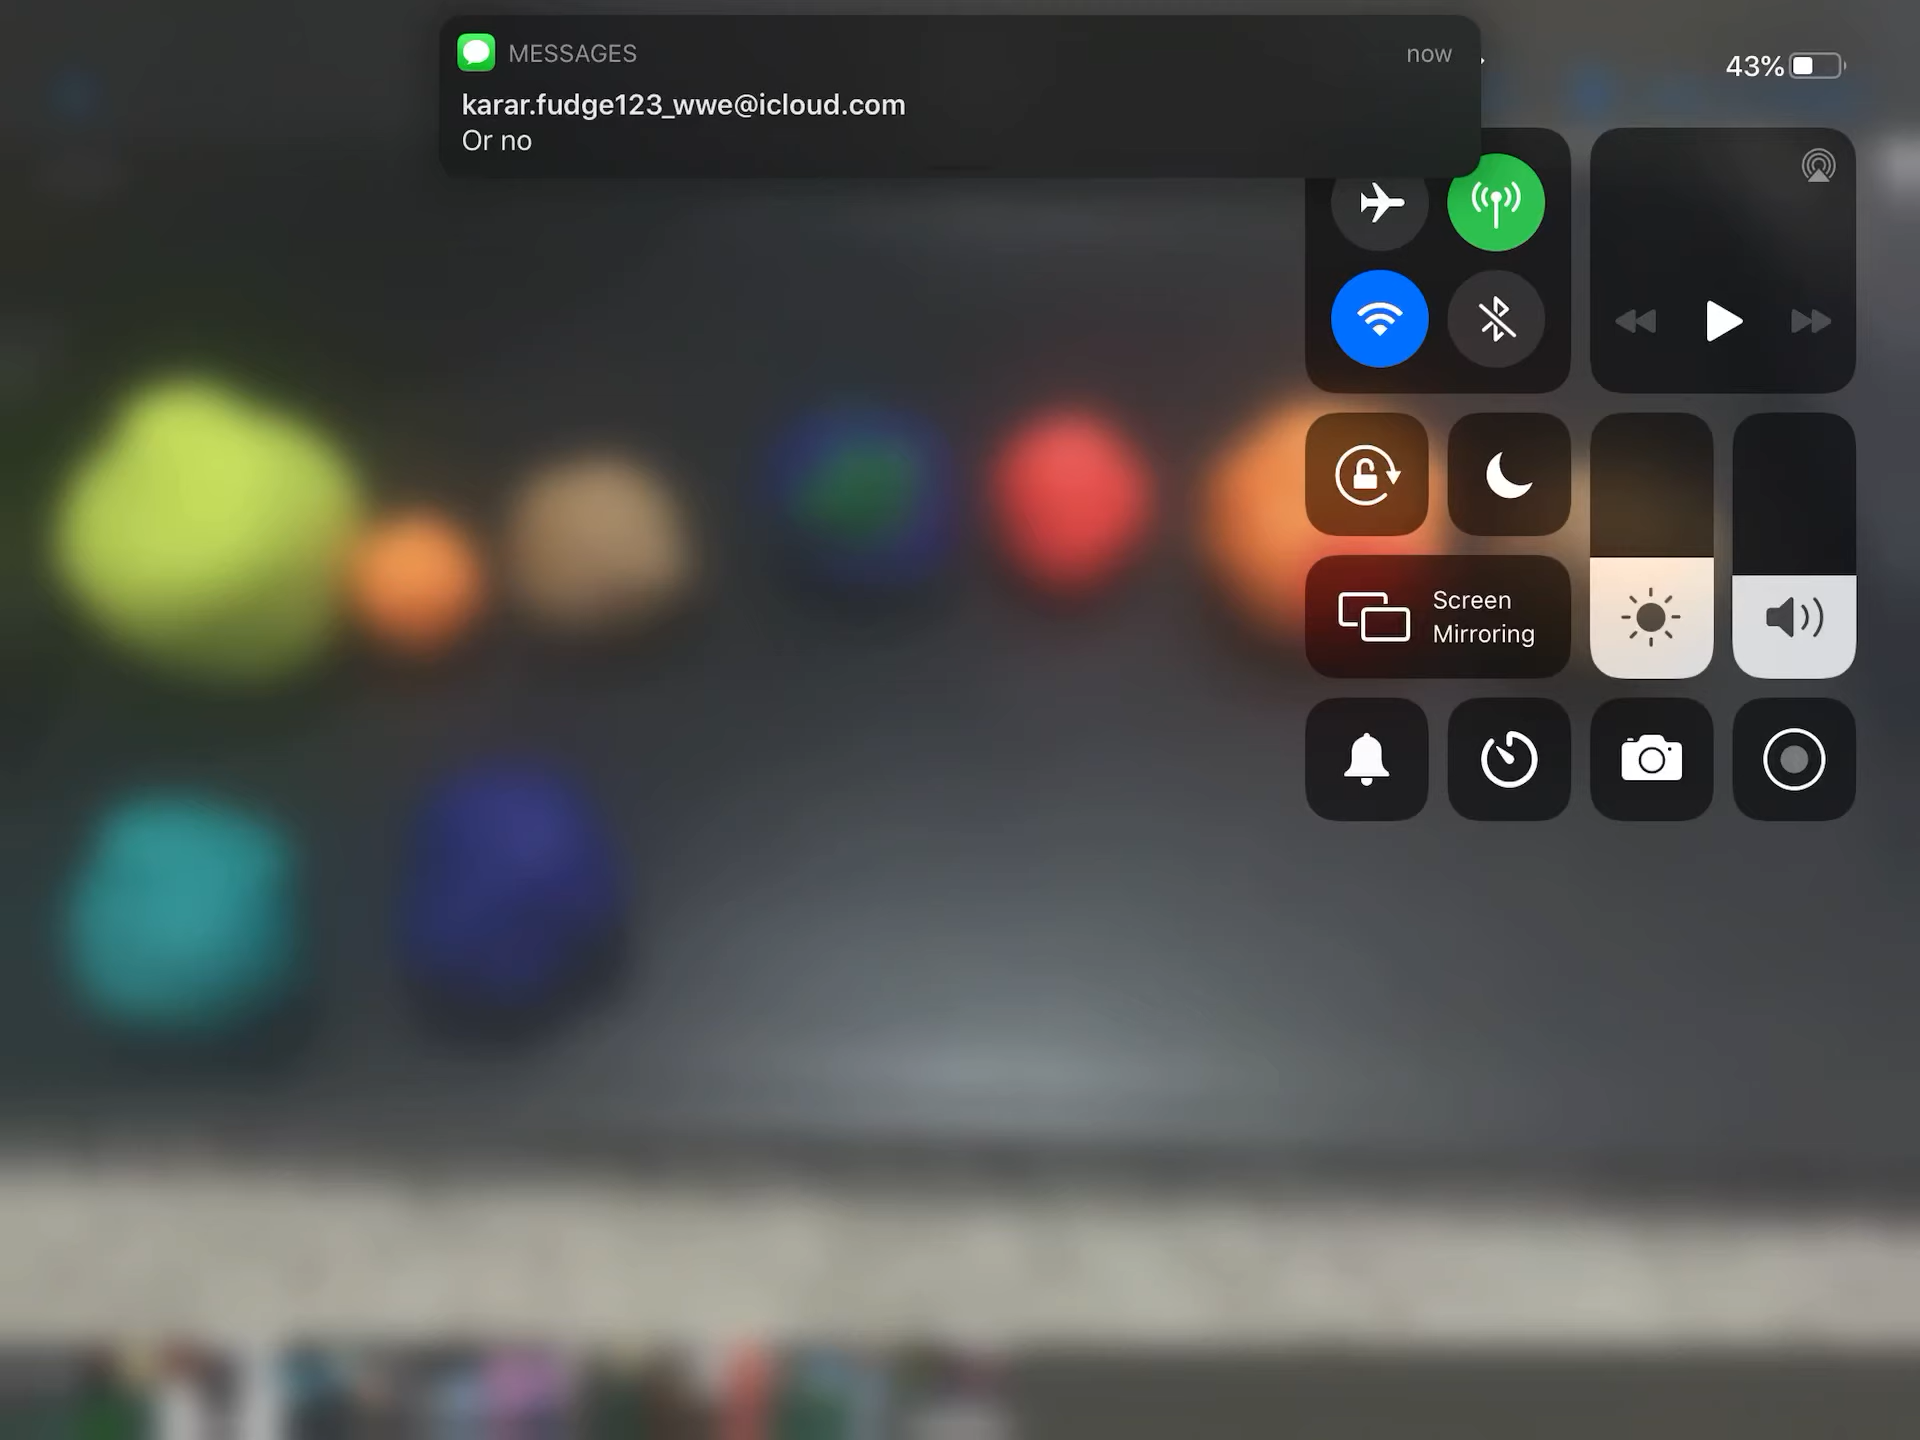 MESSAGES now
karar.fudge123_wwe@icloud.com
Or no
43%
Screen
Mirroring